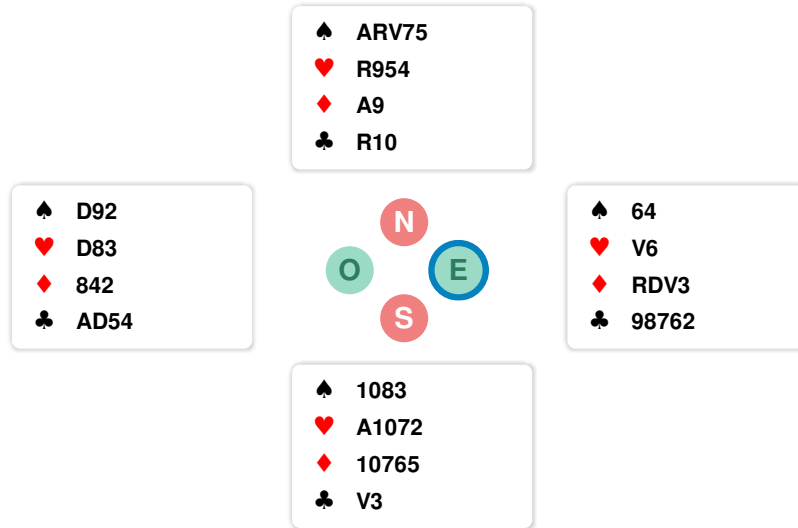 ♠ ARV75
♥ R954
♦ A9
♣ R10
♠ D92
♥ D83
♦ 842
♣ AD54
N
O
E
S
♠ 64
♥ V6
♦ RDV3
♣ 98762
♠ 1083
♥ A1072
♦ 10765
♣ V3